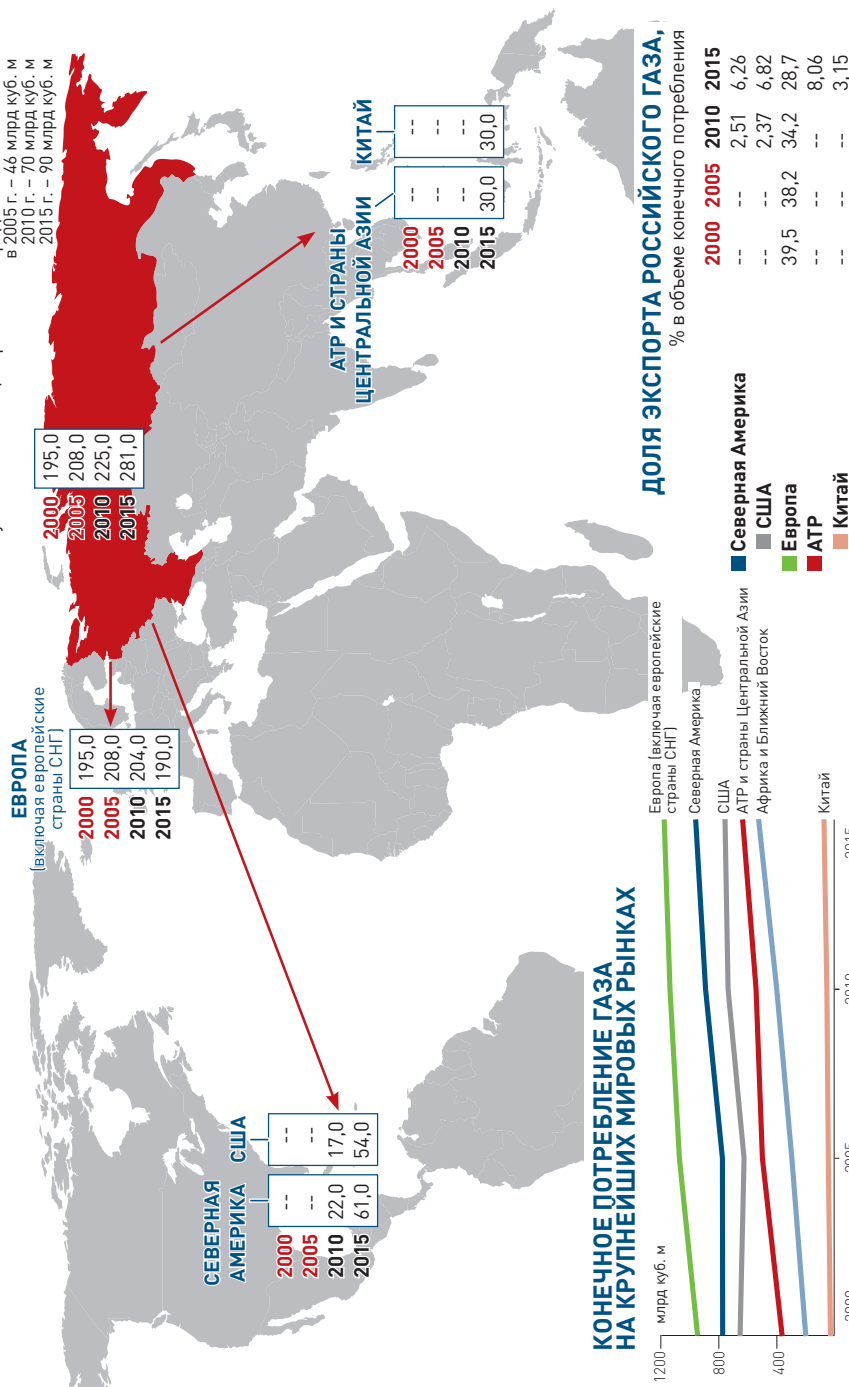 в 2005 г. – 46 млрд куб. м
2010 г. – 70 млрд куб. м
2015 г. – 90 млрд куб. м
ЕВРОПА
(включая европейские
страны СНГ)
2000 195,0
2005 208,0
2010 204,0
2015 190,0
2000 195,0
2005 208,0
2010 225,0
2015 281,0
СЕВЕРНАЯ
АМЕРИКА
США
2000 -- --
2005 -- --
2010 22,0 17,0
2015 61,0 54,0
АТР И СТРАНЫ
ЦЕНТРАЛЬНОЙ АЗИИ
КИТАЙ
2000 -- --
2005 -- --
2010 -- --
2015 30,0 30,0
КОНЕЧНОЕ ПОТРЕБЛЕНИЕ ГАЗА
НА КРУПНЕЙШИХ МИРОВЫХ РЫНКАХ
1200 млрд куб. м
800
400
2000 2005 2010 2015
Европа (включая европейские
страны СНГ)
Северная Америка
США
АТР и страны Центральной Азии
Африка и Ближний Восток
Китай
ДОЛЯ ЭКСПОРТА РОССИЙСКОГО ГАЗА,
% в объеме конечного потребления
2000 2005 2010 2015
Северная Америка -- -- 2,51 6,26
США -- -- 2,37 6,82
Европа 39,5 38,2 34,2 28,7
АТР -- -- -- 8,06
Китай -- -- -- 3,15